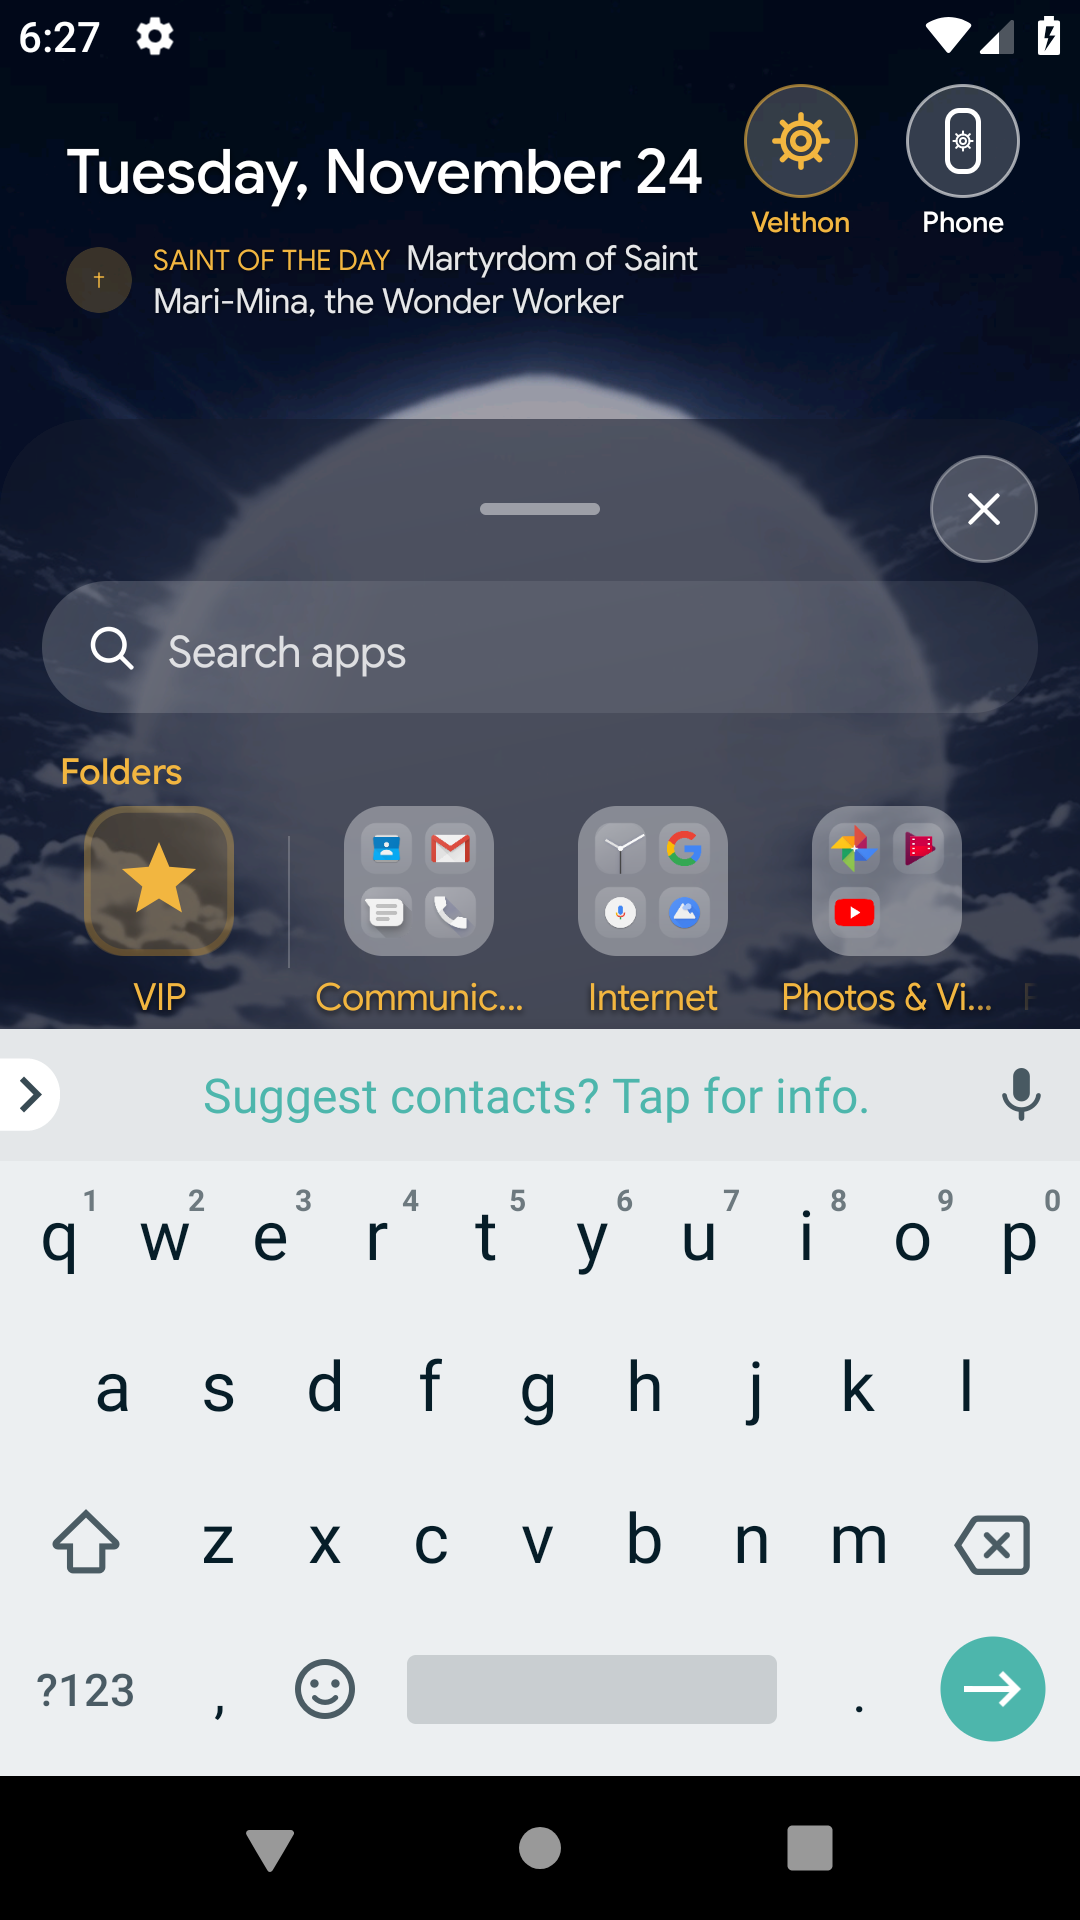 6:27
Tuesday, November 24
Velthon
Phone
†
SAINT OF THE DAY Martyrdom of Saint
Mari-Mina, the Wonder Worker
Search apps
Folders
VIP
Communic...
Internet
Photos & Vi...
Suggest contacts? Tap for info.
1 2 3 4 5 6 7 8 9 0
q w e r t y u i o p
a s d f g h j k l
z x c v b n m
?123 , .